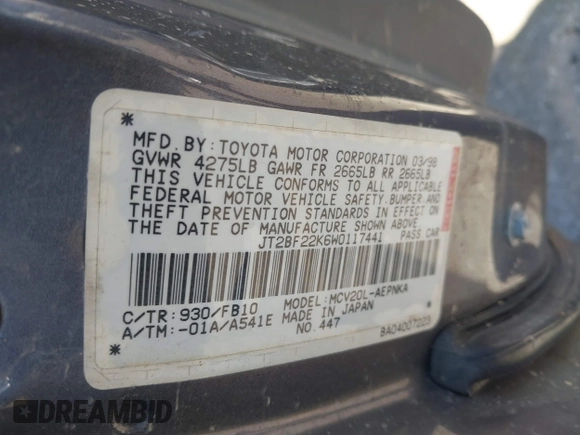 MFD. BY: TOYOTA MOTOR CORPORATION 03/98
GVWR 4275LB GAWR FR 2665LB RR 2665LB
THIS VEHICLE CONFORMS TO ALL APPLICABLE
FEDERAL MOTOR VEHICLE SAFETY, BUMPER, AND
THEFT PREVENTION STANDARDS IN EFFECT ON
THE DATE OF MANUFACTURE SHOWN ABOVE
JT2BF22K6W0117441 PASS. CAR
C/TR: 930/FB10 MODEL: MCV20L-AEPNKA
A/TM: -01A/A541E MADE IN JAPAN
NO. 447 BAD4007223
DREAMBID